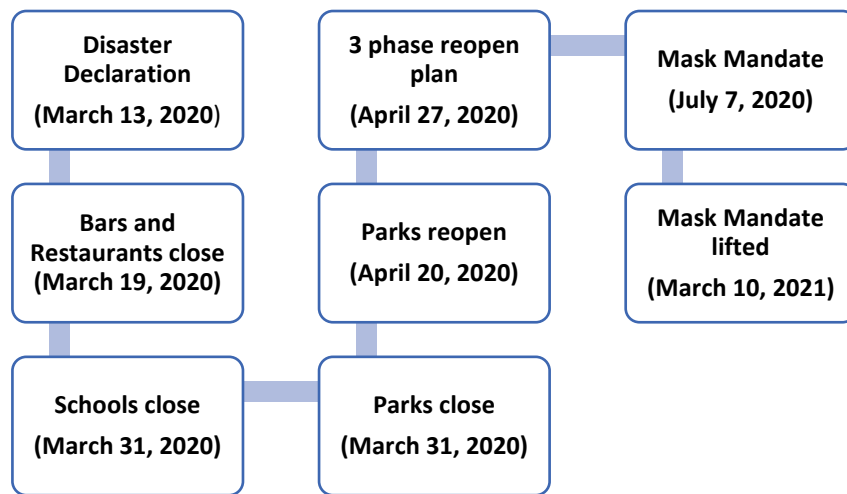 Disaster
Declaration
(March 13, 2020)
Bars and
Restaurants close
(March 19, 2020)
Schools close
(March 31, 2020)
Parks close
(March 31, 2020)
Parks reopen
(April 20, 2020)
3 phase reopen
plan
(April 27, 2020)
Mask Mandate
(July 7, 2020)
Mask Mandate
lifted
(March 10, 2021)